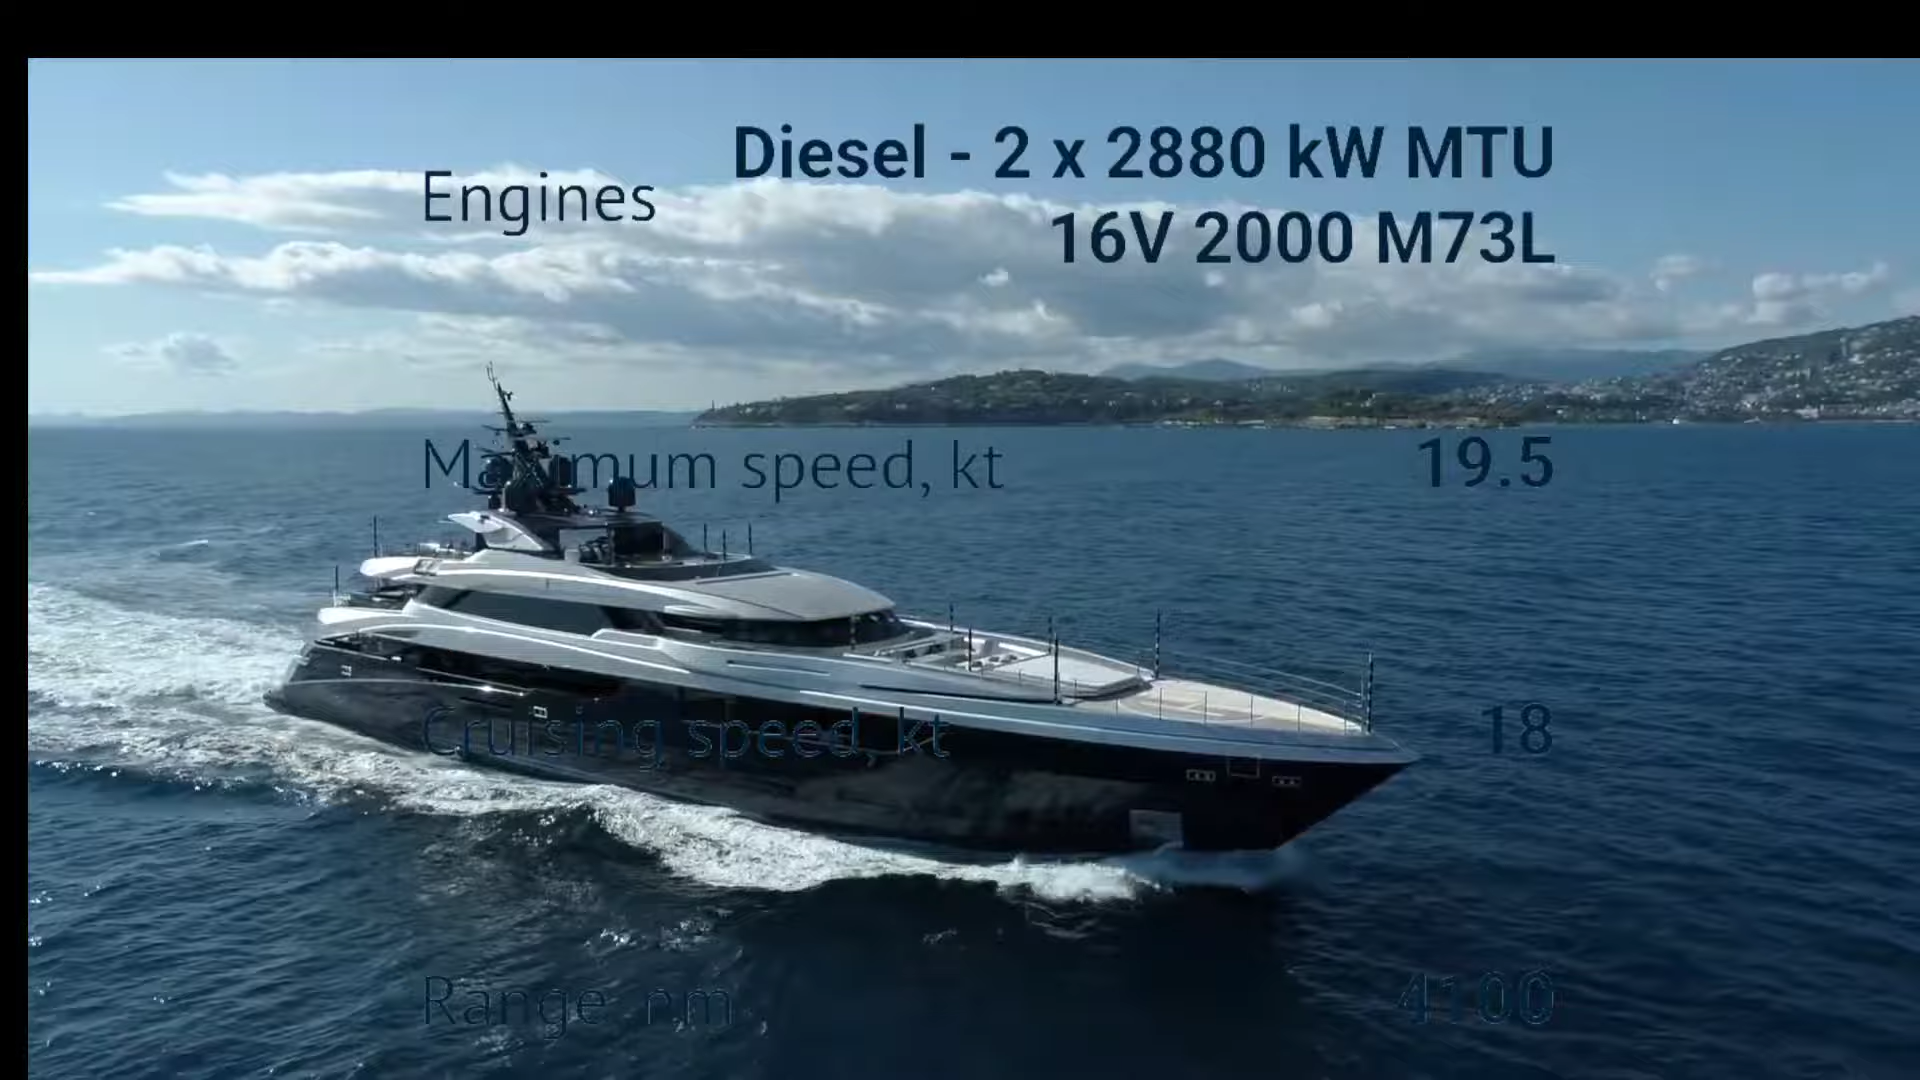 Engines
Diesel - 2 x 2880 kW MTU
16V 2000 M73L
Maximum speed, kt 19.5
Cruising speed, kt 18
Range nm 4100